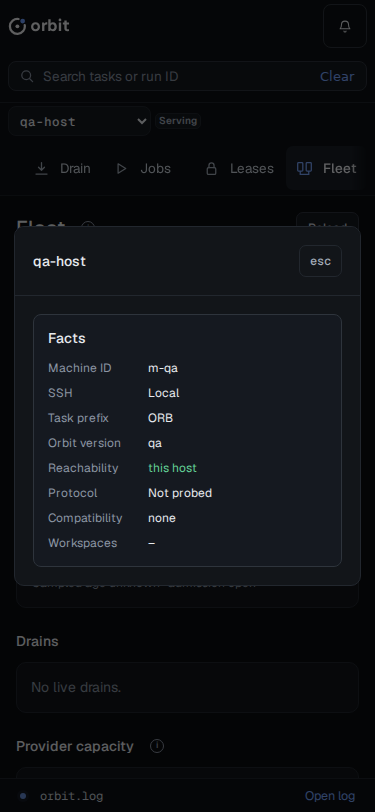 orbit
Search tasks or run ID Clear
qa-host Serving
Drain Jobs Leases Fleet
Fleet Reload
qa-host esc
Facts
Machine ID m-qa
SSH Local
Task prefix ORB
Orbit version qa
Reachability this host
Protocol Not probed
Compatibility none
Workspaces –
Drains
No live drains.
Provider capacity
orbit.log Open log